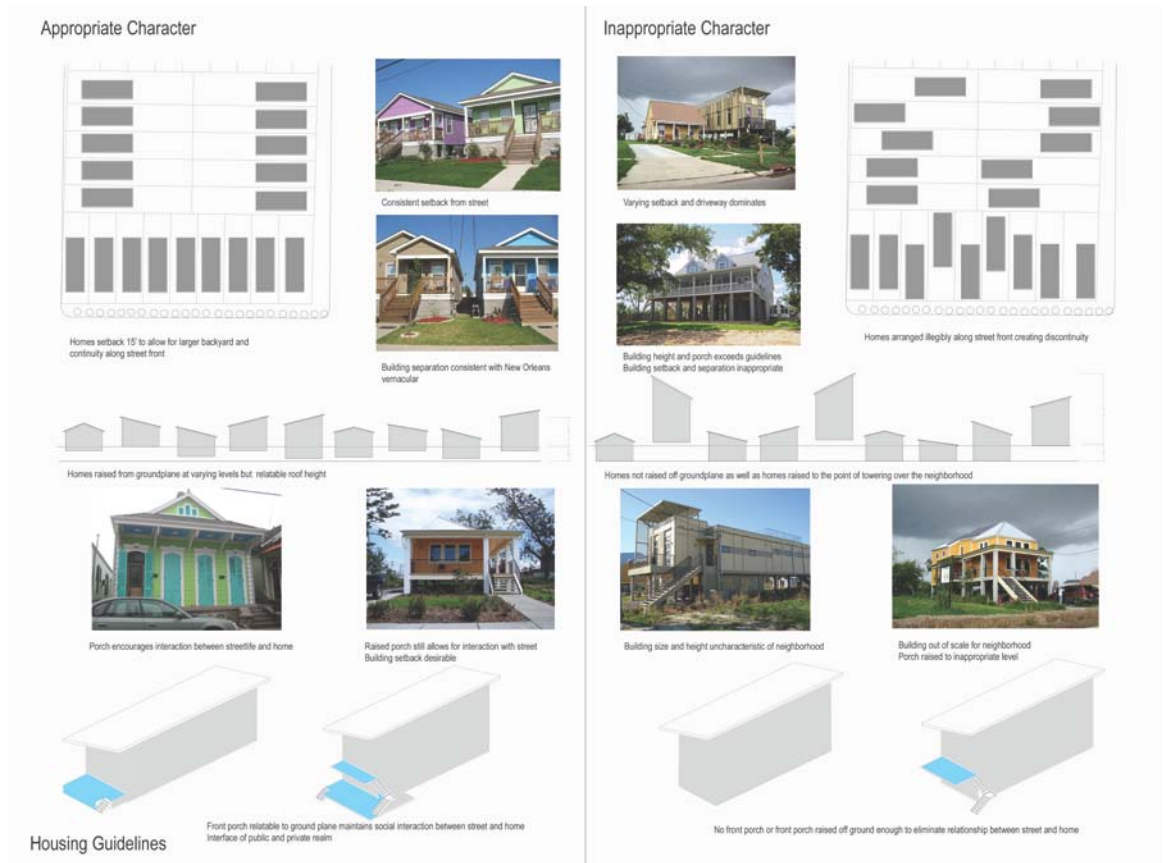 Appropriate Character
Consistent setback from street
Homes setback 15' to allow for larger backyard and
continuity along street front
Building separation consistent with New Orleans
vernacular
Homes raised from groundplane at varying levels but relatable roof height
Porch encourages interaction between streetlife and home
Raised porch still allows for interaction with street
Building setback desirable
Front porch relatable to ground plane maintains social interaction between street and home
Interface of public and private realm
Housing Guidelines
Inappropriate Character
Varying setback and driveway dominates
Homes arranged illegibly along street front creating discontinuity
Building height and porch exceeds guidelines
Building setback and separation inappropriate
Homes not raised off groundplane as well as homes raised to the point of towering over the neighborhood
Building size and height uncharacteristic of neighborhood
Building out of scale for neighborhood
Porch raised to inappropriate level
No front porch or front porch raised off ground enough to eliminate relationship between street and home